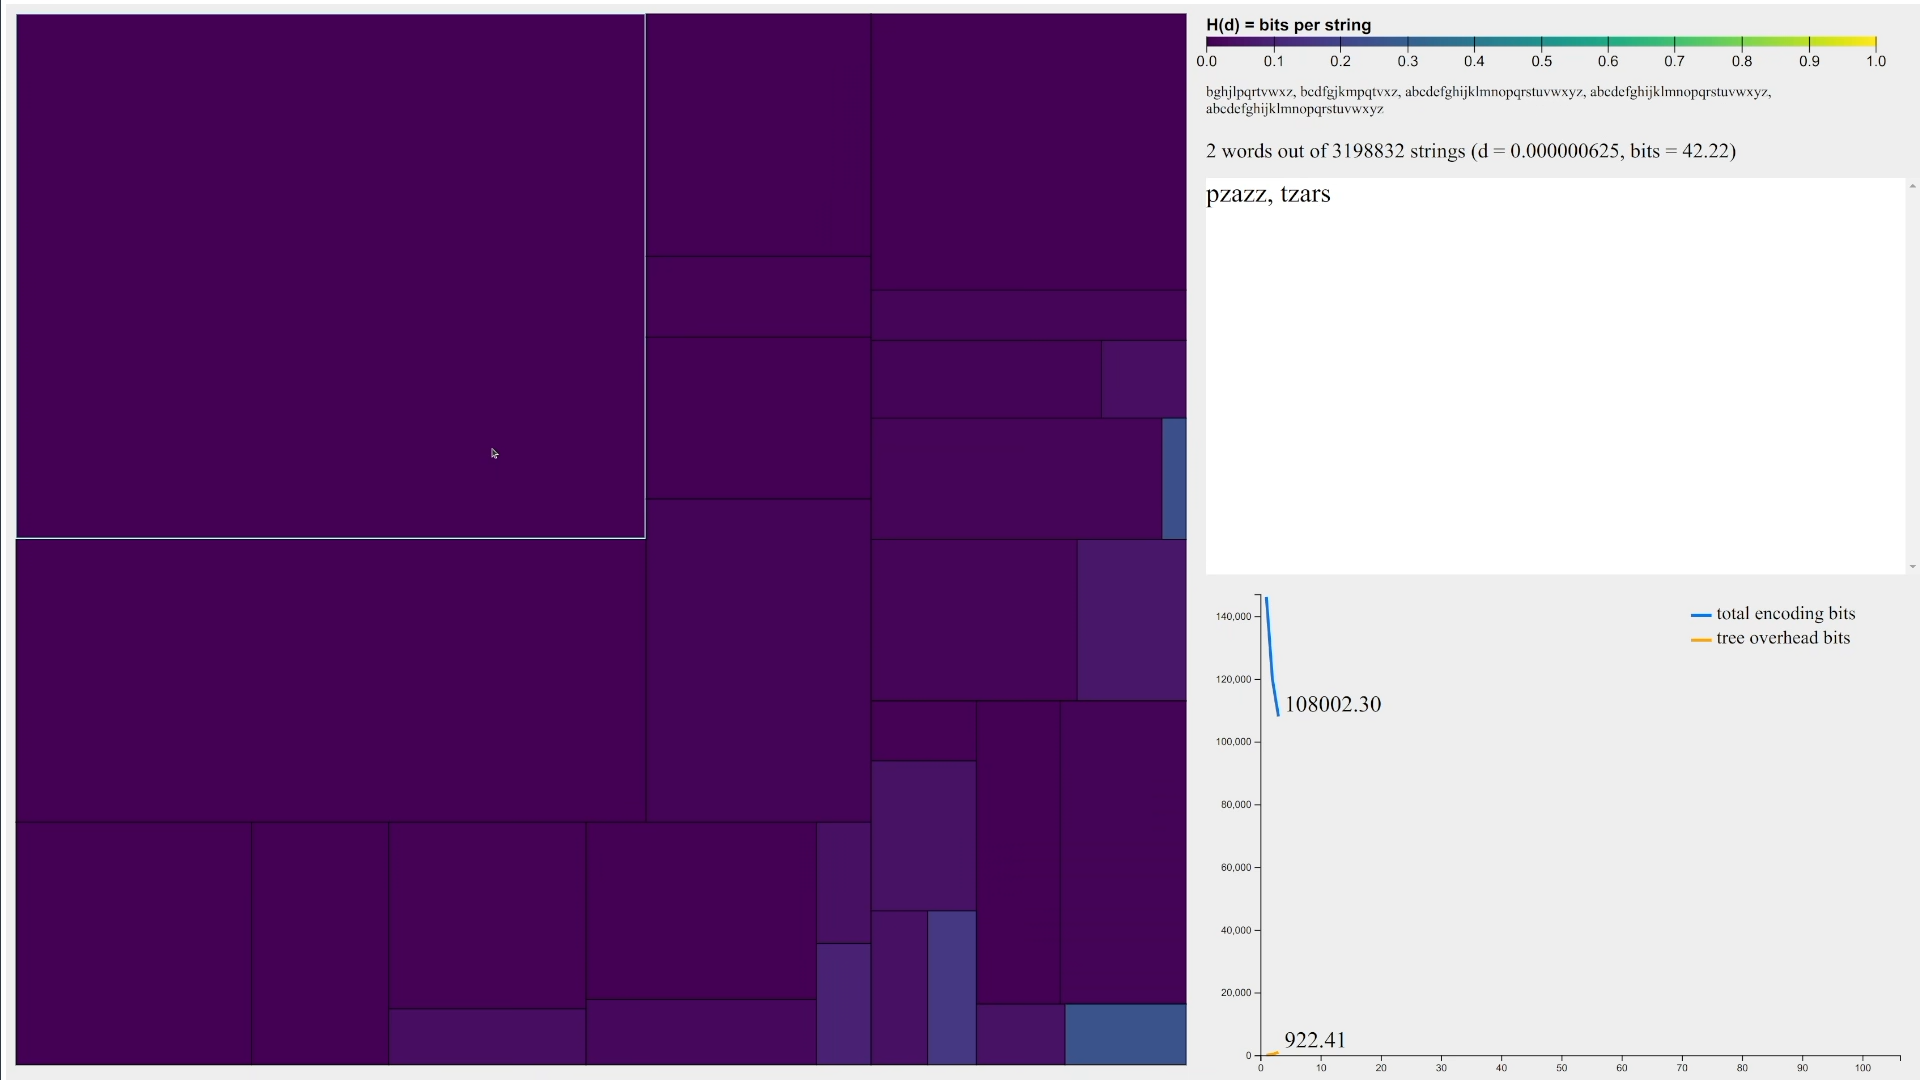 H(d) = bits per string
0.0 0.1 0.2 0.3 0.4 0.5 0.6 0.7 0.8 0.9 1.0
bghjlpqrtvwxz, bcdfgjkmpqtvxz, abcdefghijklmnopqrstuvwxyz, abcdefghijklmnopqrstuvwxyz,
abcdefghijklmnopqrstuvwxyz
2 words out of 3198832 strings (d = 0.000000625, bits = 42.22)
pzazz, tzars
total encoding bits
tree overhead bits
140,000
120,000
108002.30
100,000
80,000
60,000
40,000
20,000
922.41
0
0 10 20 30 40 50 60 70 80 90 100